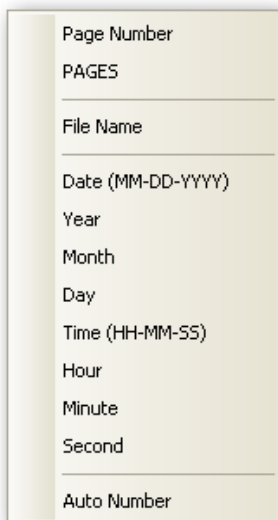 Page Number
PAGES
File Name
Date (MM-DD-YYYY)
Year
Month
Day
Time (HH-MM-SS)
Hour
Minute
Second
Auto Number